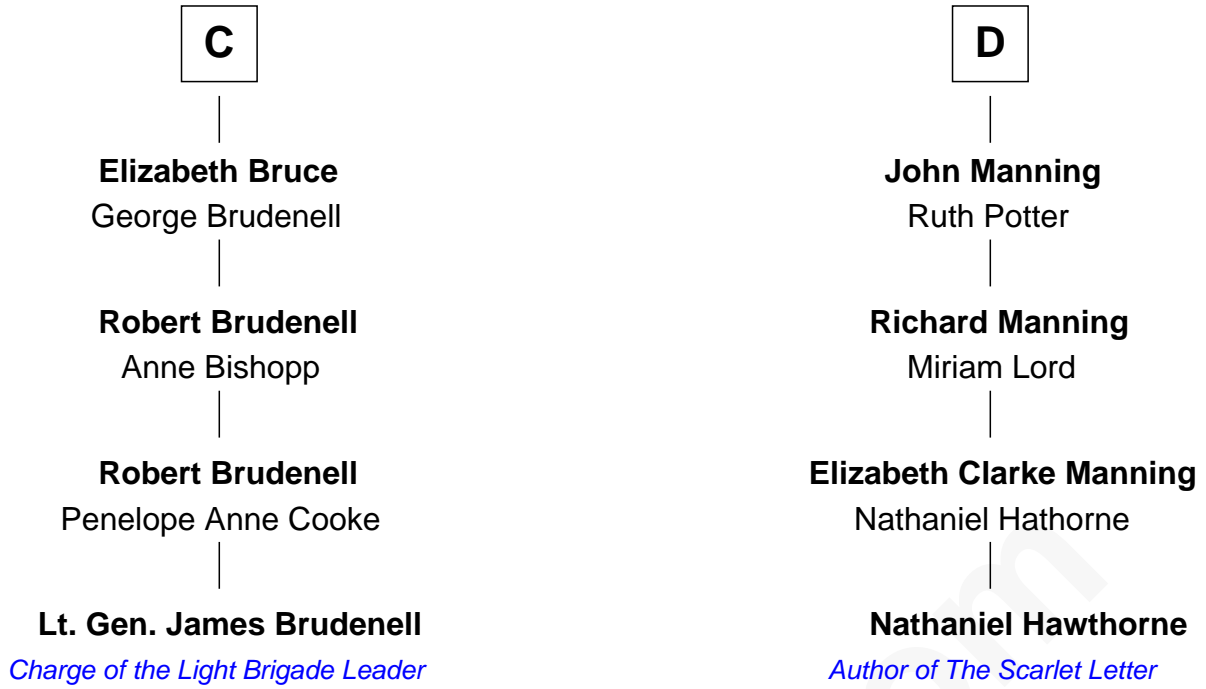 C
Elizabeth Bruce
George Brudenell
Robert Brudenell
Anne Bishopp
Robert Brudenell
Penelope Anne Cooke
Lt. Gen. James Brudenell
Charge of the Light Brigade Leader
D
John Manning
Ruth Potter
Richard Manning
Miriam Lord
Elizabeth Clarke Manning
Nathaniel Hathorne
Nathaniel Hawthorne
Author of The Scarlet Letter